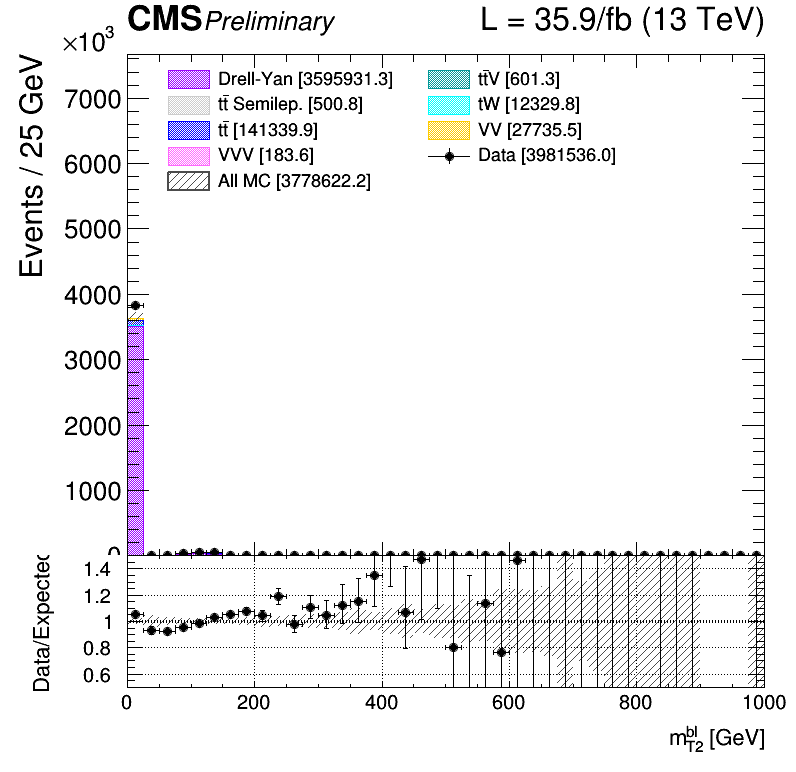 CMS Preliminary L = 35.9/fb (13 TeV)
×10³
Events / 25 GeV
7000
6000
5000
4000
3000
2000
1000
0
Drell-Yan [3595931.3]
tt̄ Semilep. [500.8]
tt̄ [141339.9]
VVV [183.6]
All MC [3778622.2]
tt̄V [601.3]
tW [12329.8]
VV [27735.5]
Data [3981536.0]
Data/Expected
1.4
1.2
1
0.8
0.6
0 200 400 600 800 1000
m_{T2}^{bl} [GeV]